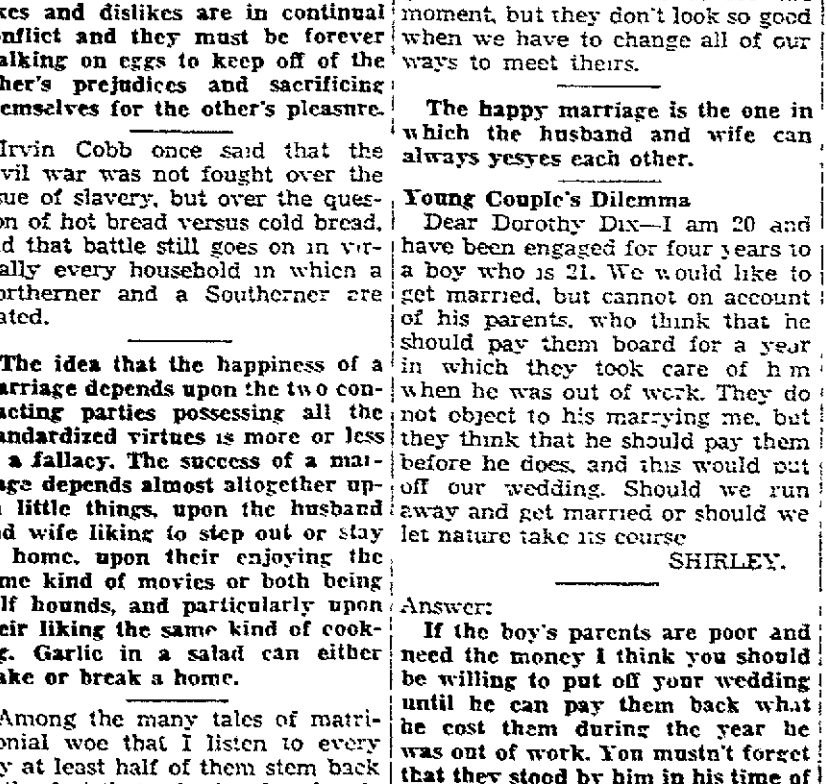 kes and dislikes are in continual
nflict and they must be forever
alking on eggs to keep off of the
her's prejudices and sacrificing
emselves for the other's pleasure.
Irvin Cobb once said that the
vil war was not fought over the
sue of slavery, but over the ques-
on of hot bread versus cold bread,
d that battle still goes on in vir-
ally every household in which a
ortherner and a Southerner are
ated.
The idea that the happiness of a
arriage depends upon the two con-
acting parties possessing all the
andardized virtues is more or less
a fallacy. The success of a mar-
age depends almost altogether up-
n little things, upon the husband
nd wife liking to step out or stay
home, upon their enjoying the
me kind of movies or both being
lf hounds, and particularly upon
eir liking the same kind of cook-
g. Garlic in a salad can either
ake or break a home.
Among the many tales of matri-
onial woe that I listen to every
y at least half of them stem back
moment, but they don't look so good
when we have to change all of our
ways to meet theirs.
The happy marriage is the one in
which the husband and wife can
always yesyes each other.
Young Couple's Dilemma
Dear Dorothy Dix—I am 20 and
have been engaged for four years to
a boy who is 21. We would like to
get married, but cannot on account
of his parents, who think that he
should pay them board for a year
in which they took care of him
when he was out of work. They do
not object to his marrying me, but
they think that he should pay them
before he does, and this would put
off our wedding. Should we run
away and get married or should we
let nature take its course
SHIRLEY.
Answer:
If the boy's parents are poor and
need the money I think you should
be willing to put off your wedding
until he can pay them back what
he cost them during the year he
was out of work. You mustn't forget
that they stood by him in his time of